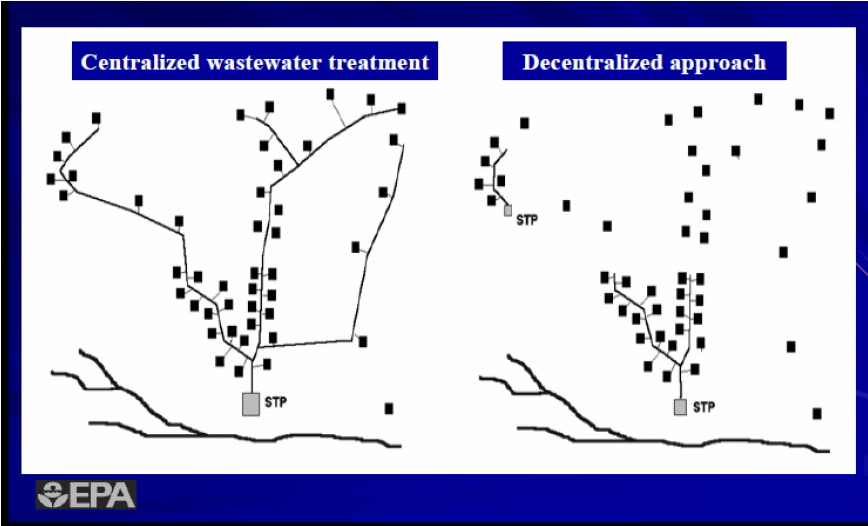 Centralized wastewater treatment
Decentralized approach
STP
STP
STP
EPA